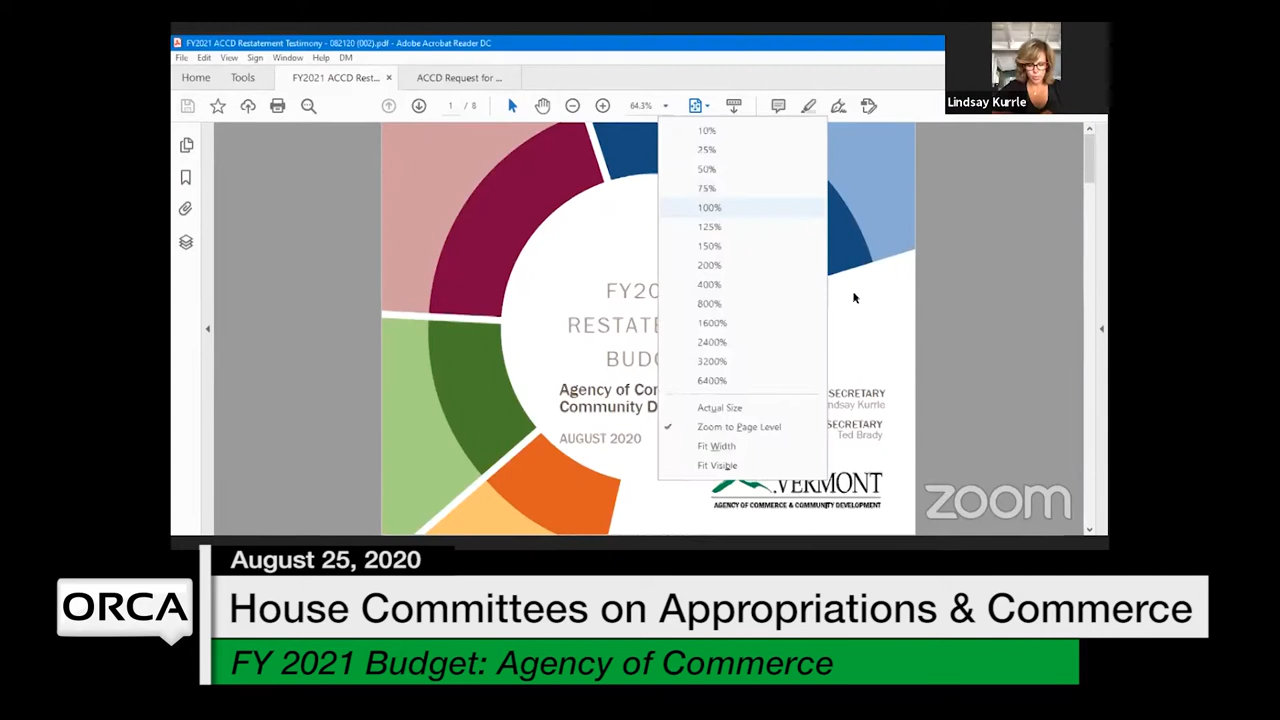 FY2021 ACCD Restatement Testimony - 082120 (002).pdf - Adobe Acrobat Reader DC
File Edit View Sign Window Help DM
Home Tools FY2021 ACCD Rest... × ACCD Request for ...
1 / 8 64.3%
Lindsay Kurrle
10%
25%
50%
75%
100%
125%
150%
200%
400%
800%
1600%
2400%
3200%
6400%
Actual Size
Zoom to Page Level
Fit Width
Fit Visible
FY20
RESTATE
BUD
Agency of Co
Community D
AUGUST 2020
SECRETARY
ndsay Kurrle
SECRETARY
Ted Brady
VERMONT
AGENCY OF COMMERCE & COMMUNITY DEVELOPMENT
zoom
August 25, 2020
ORCA
House Committees on Appropriations & Commerce
FY 2021 Budget: Agency of Commerce